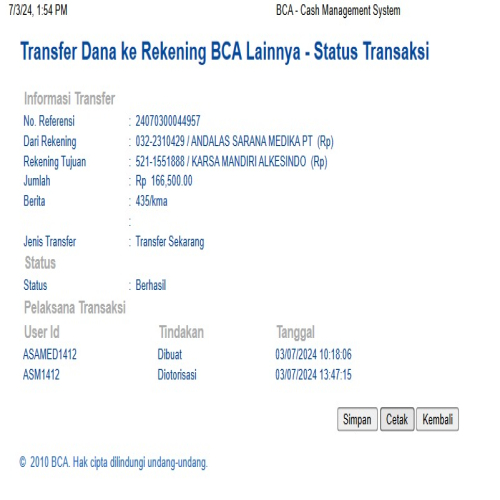 7/3/24, 1:54 PM BCA - Cash Management System
Transfer Dana ke Rekening BCA Lainnya - Status Transaksi
Informasi Transfer
No. Referensi : 24070300044957
Dari Rekening : 032-2310429 / ANDALAS SARANA MEDIKA PT (Rp)
Rekening Tujuan : 521-1551888 / KARSA MANDIRI ALKESINDO (Rp)
Jumlah : Rp 166,500.00
Berita : 435/kma
:
Jenis Transfer : Transfer Sekarang
Status
Status : Berhasil
Pelaksana Transaksi
User Id Tindakan Tanggal
ASAMED1412 Dibuat 03/07/2024 10:18:06
ASM1412 Diotorisasi 03/07/2024 13:47:15
Simpan Cetak Kembali
© 2010 BCA. Hak cipta dilindungi undang-undang.